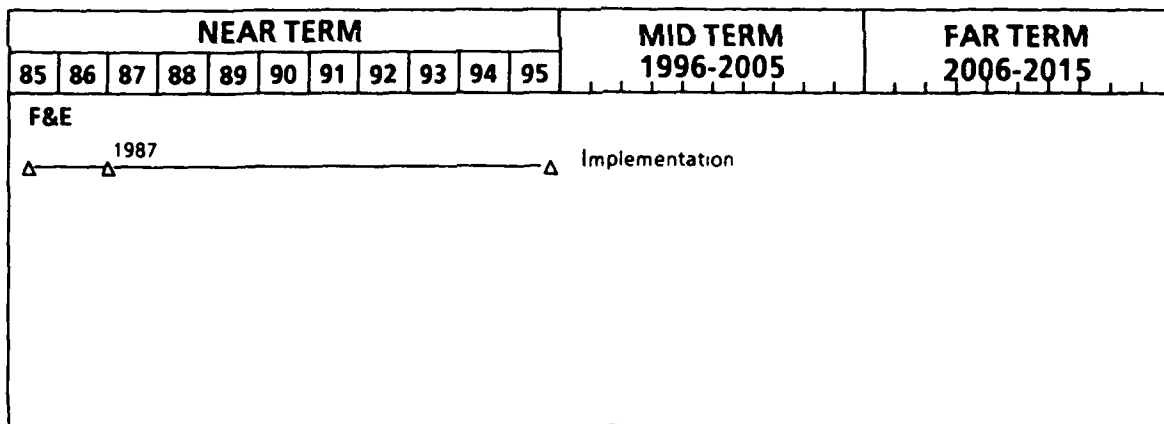 NEAR TERM
MID TERM
FAR TERM
85 86 87 88 89 90 91 92 93 94 95
1996-2005
2006-2015
F&E
1987
Implementation